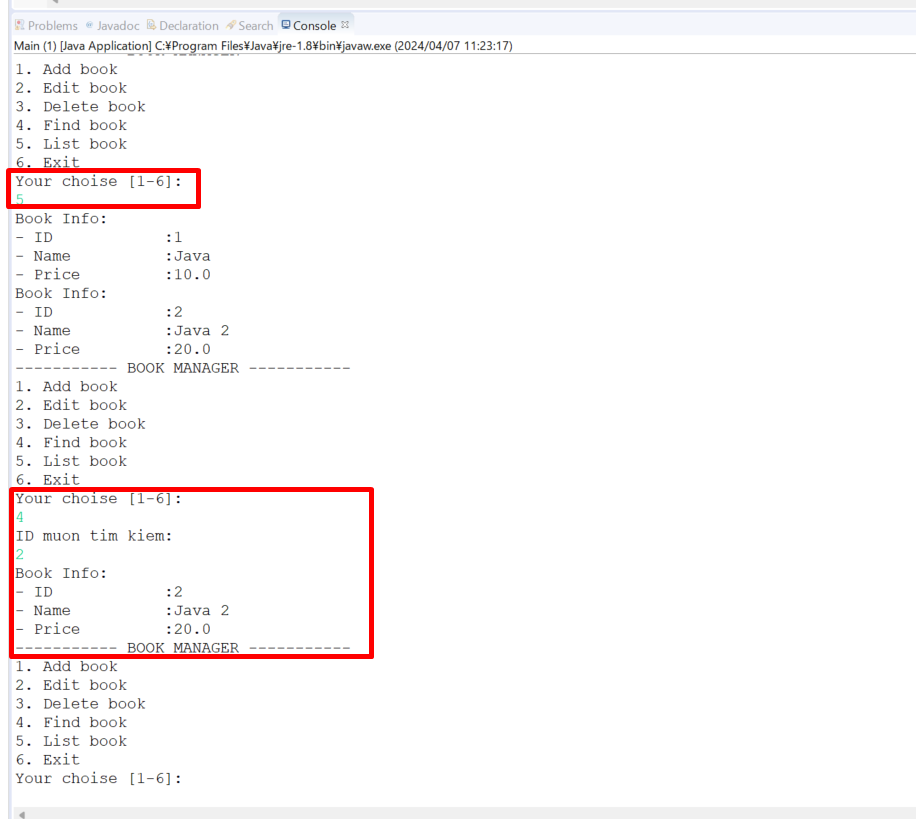 Problems Javadoc Declaration Search Console
Main (1) [Java Application] C:¥Program Files¥Java¥jre-1.8¥bin¥javaw.exe (2024/04/07 11:23:17)
1. Add book
2. Edit book
3. Delete book
4. Find book
5. List book
6. Exit
Your choise [1-6]:
5
Book Info:
- ID :1
- Name :Java
- Price :10.0
Book Info:
- ID :2
- Name :Java 2
- Price :20.0
----------- BOOK MANAGER -----------
1. Add book
2. Edit book
3. Delete book
4. Find book
5. List book
6. Exit
Your choise [1-6]:
4
ID muon tim kiem:
2
Book Info:
- ID :2
- Name :Java 2
- Price :20.0
----------- BOOK MANAGER -----------
1. Add book
2. Edit book
3. Delete book
4. Find book
5. List book
6. Exit
Your choise [1-6]: